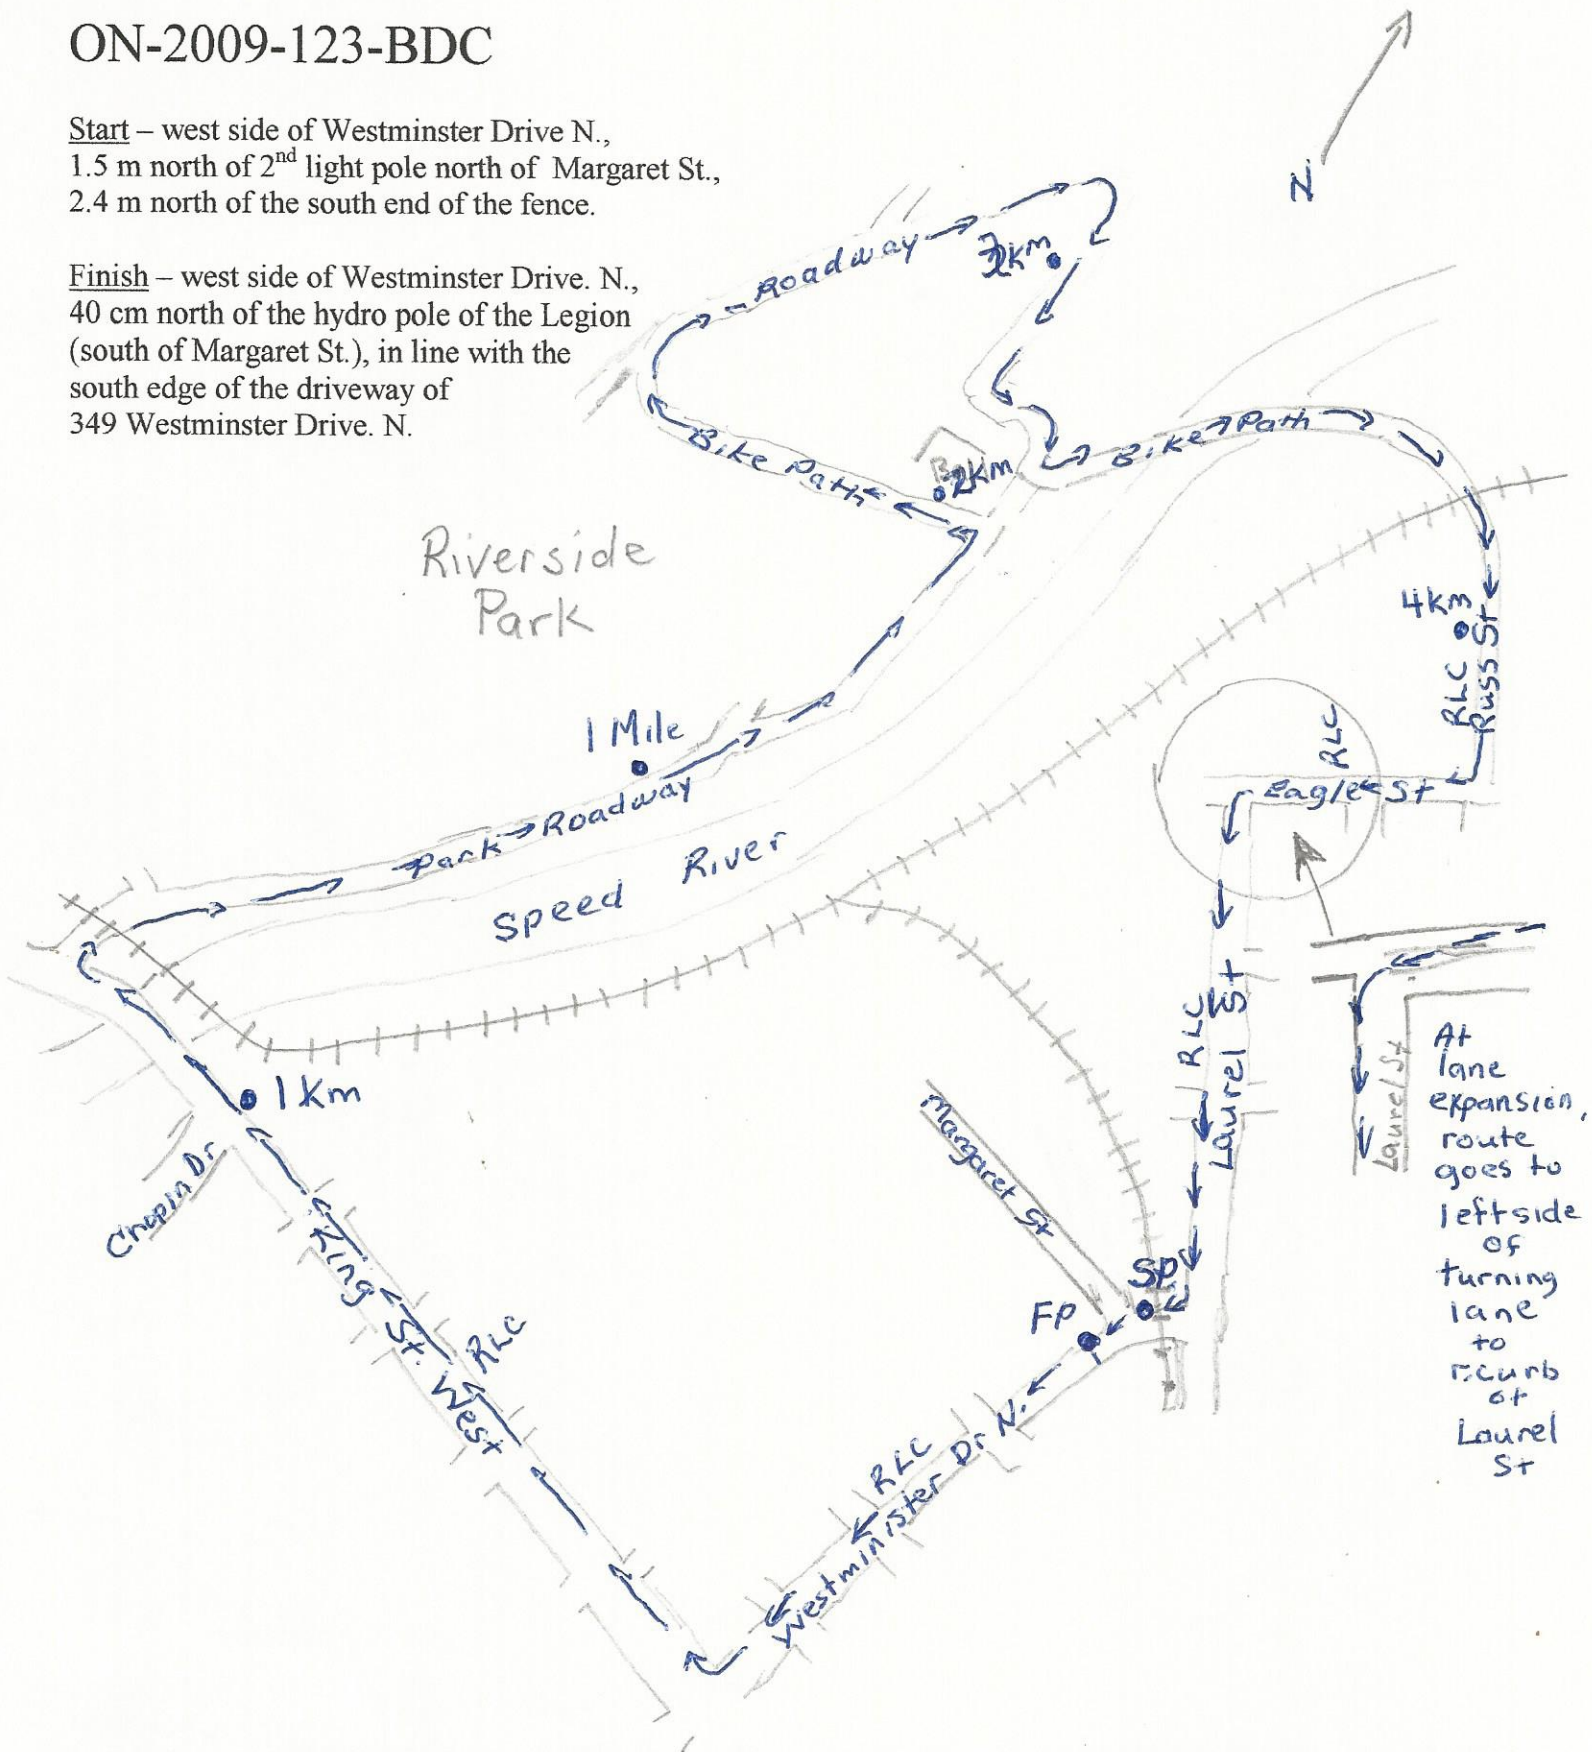 ON-2009-123-BDC
Start – west side of Westminster Drive N.,
1.5 m north of 2nd light pole north of Margaret St.,
2.4 m north of the south end of the fence.
Finish – west side of Westminster Drive. N.,
40 cm north of the hydro pole of the Legion
(south of Margaret St.), in line with the
south edge of the driveway of
349 Westminster Drive. N.
N
Roadway
3km
Bike Path
2km
Bike Path
Riverside
Park
4km
RLC
Russ St
1 Mile
RLC
Eagle St
Park Roadway
Speed River
RLC
Laurel St
Laurel St
At
lane
expansion,
route
goes to
left side
of
turning
lane
to
r.curb
of
Laurel
St
1 Km
Chopin Dr
Margaret St
SP
FP
King St. West
RLC
RLC
Westminister Dr N.